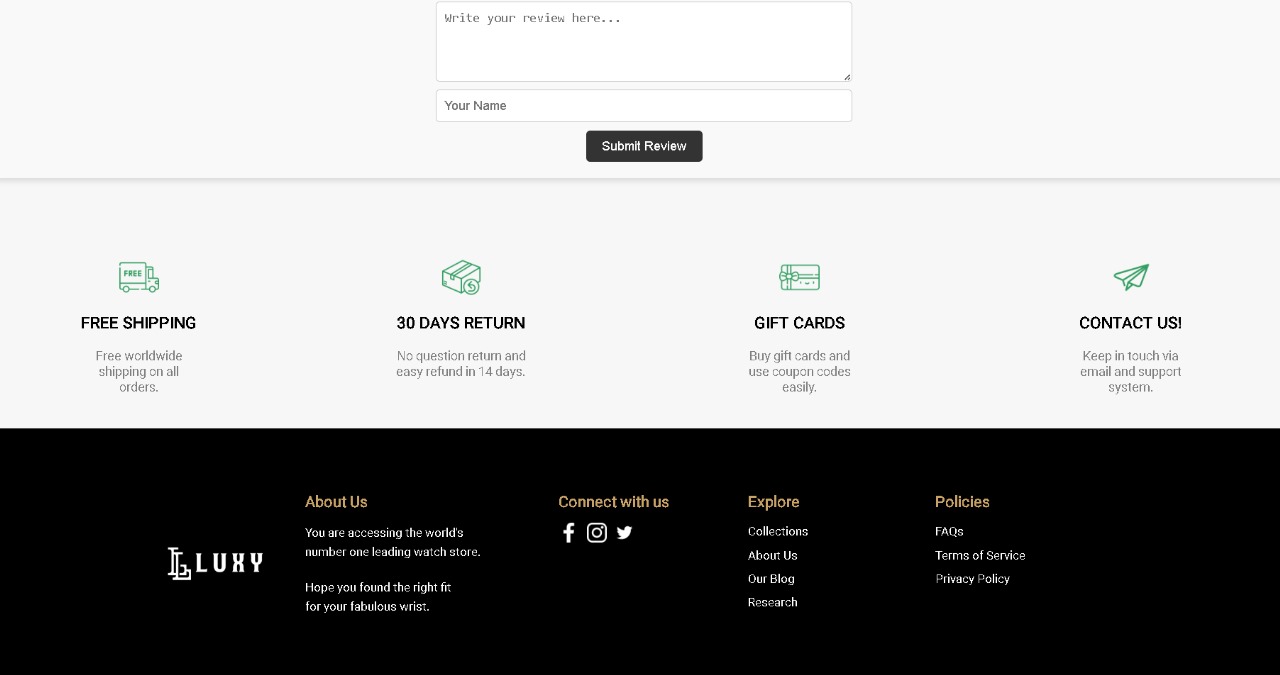 Write your review here...
Your Name
Submit Review
FREE
FREE SHIPPING
Free worldwide
shipping on all
orders.
30 DAYS RETURN
No question return and
easy refund in 14 days.
GIFT CARDS
Buy gift cards and
use coupon codes
easily.
CONTACT US!
Keep in touch via
email and support
system.
LUXY
About Us
You are accessing the world's
number one leading watch store.
Hope you found the right fit
for your fabulous wrist.
Connect with us
Explore
Collections
About Us
Our Blog
Research
Policies
FAQs
Terms of Service
Privacy Policy